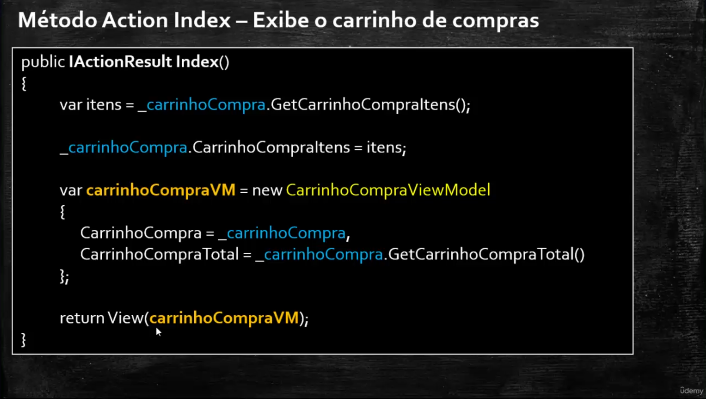 Método Action Index – Exibe o carrinho de compras
public IActionResult Index()
{
var itens = _carrinhoCompra.GetCarrinhoCompraItens();
_carrinhoCompra.CarrinhoCompraItens = itens;
var carrinhoCompraVM = new CarrinhoCompraViewModel
{
CarrinhoCompra = _carrinhoCompra,
CarrinhoCompraTotal = _carrinhoCompra.GetCarrinhoCompraTotal()
};
return View(carrinhoCompraVM);
}
ûdemy